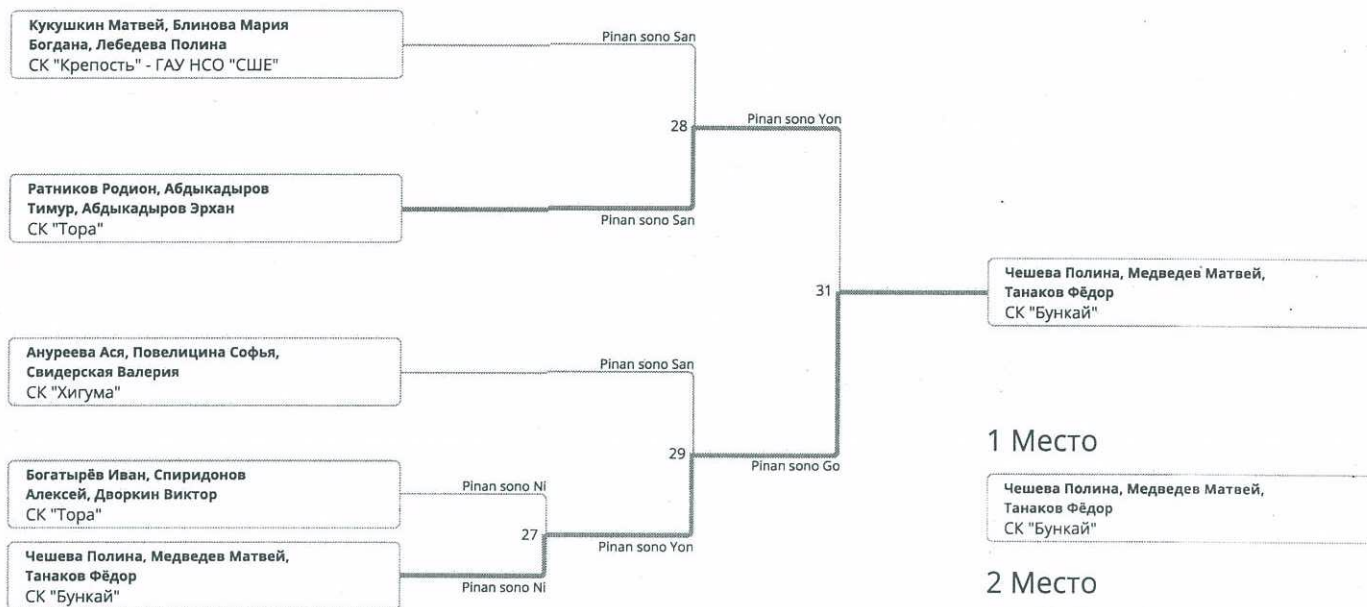 Кукушкин Матвей, Блинова Мария
Богдана, Лебедева Полина
СК "Крепость" - ГАУ НСО "СШЕ"
Pinan sono San
28
Pinan sono Yon
Ратников Родион, Абдыкадыров
Тимур, Абдыкадыров Эрхан
СК "Тора"
Pinan sono San
31
Чешева Полина, Медведев Матвей,
Танаков Фёдор
СК "Бункай"
Ануреева Ася, Повелицина Софья,
Свидерская Валерия
СК "Хигума"
Pinan sono San
29
Pinan sono Go
1 Место
Богатырёв Иван, Спиридонов
Алексей, Дворкин Виктор
СК "Тора"
Pinan sono Ni
27
Pinan sono Yon
Чешева Полина, Медведев Матвей,
Танаков Фёдор
СК "Бункай"
Чешева Полина, Медведев Матвей,
Танаков Фёдор
СК "Бункай"
Pinan sono Ni
2 Место